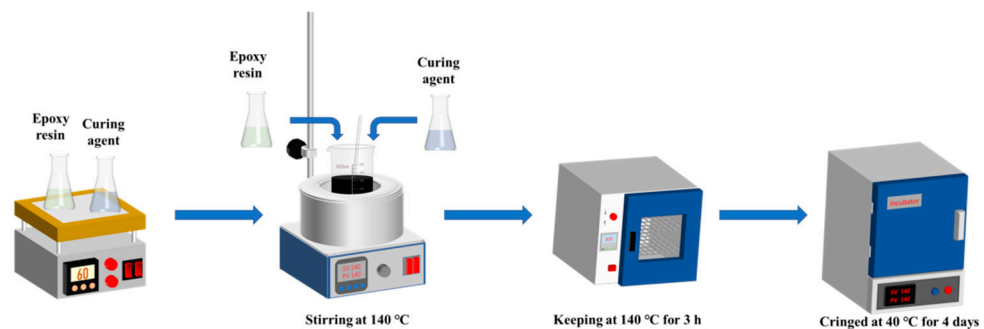 Epoxy
resin
Curing
agent
60
Epoxy
resin
Curing
agent
SV 140
PV 140
Stirring at 140 °C
Keeping at 140 °C for 3 h
Incubator
SV 140
PV 140
Cringed at 40 °C for 4 days